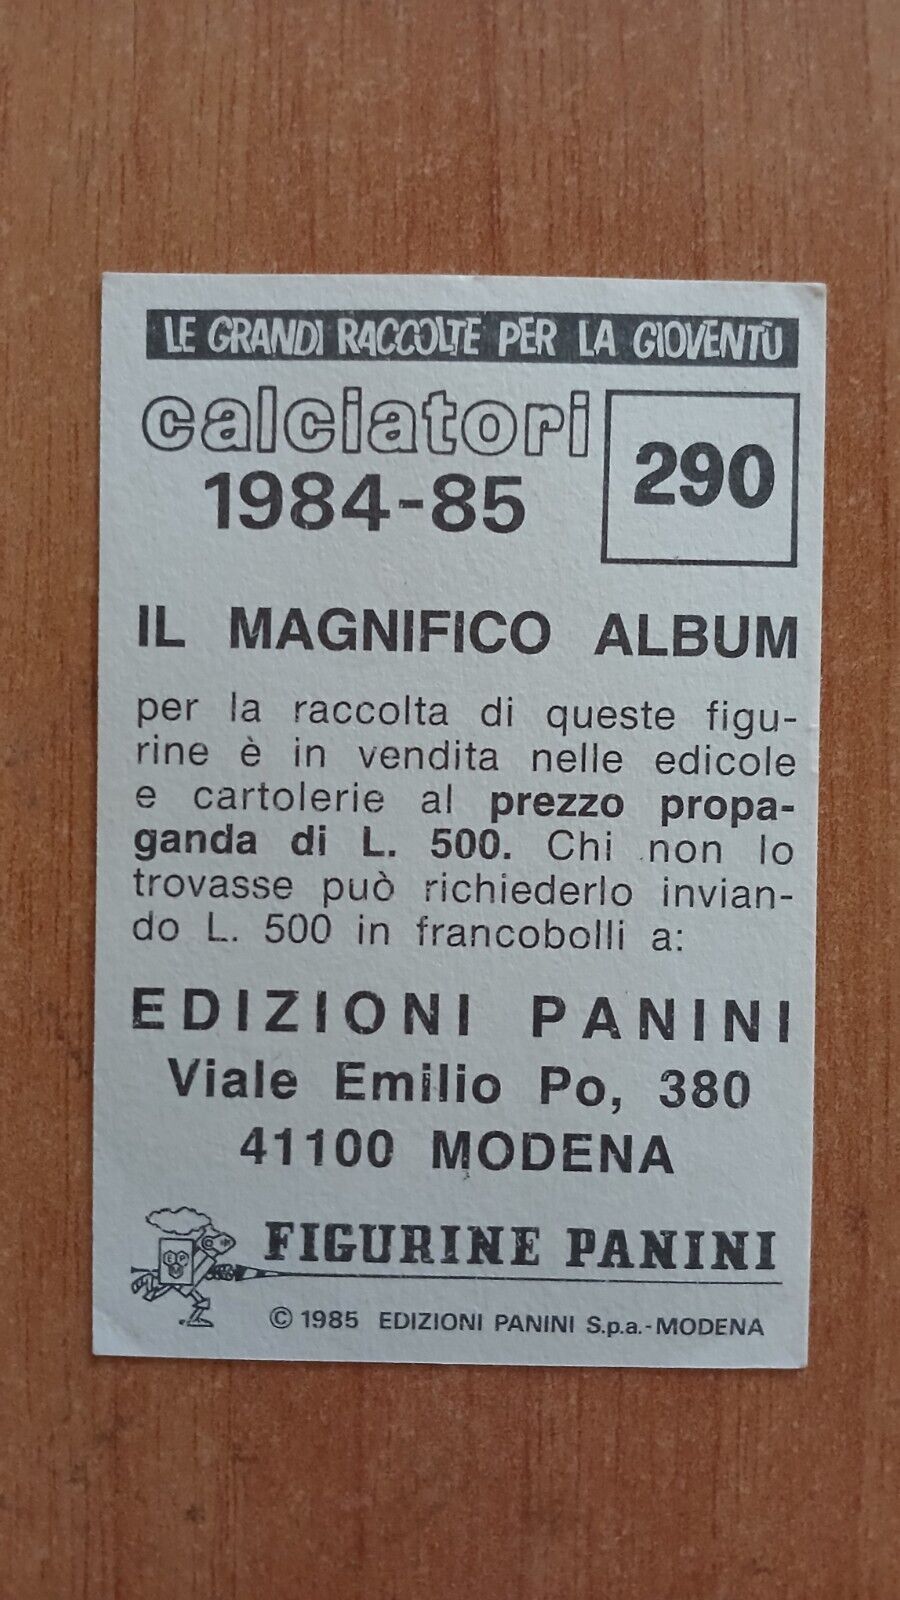 LE GRANDI RACCOLTE PER LA GIOVENTÙ
calciatori
1984-85
290
IL MAGNIFICO ALBUM
per la raccolta di queste figu-
rine è in vendita nelle edicole
e cartolerie al prezzo propa-
ganda di L. 500. Chi non lo
trovasse può richiederlo invian-
do L. 500 in francobolli a:
EDIZIONI PANINI
Viale Emilio Po, 380
41100 MODENA
EPM
FIGURINE PANINI
© 1985 EDIZIONI PANINI S.p.a.-MODENA